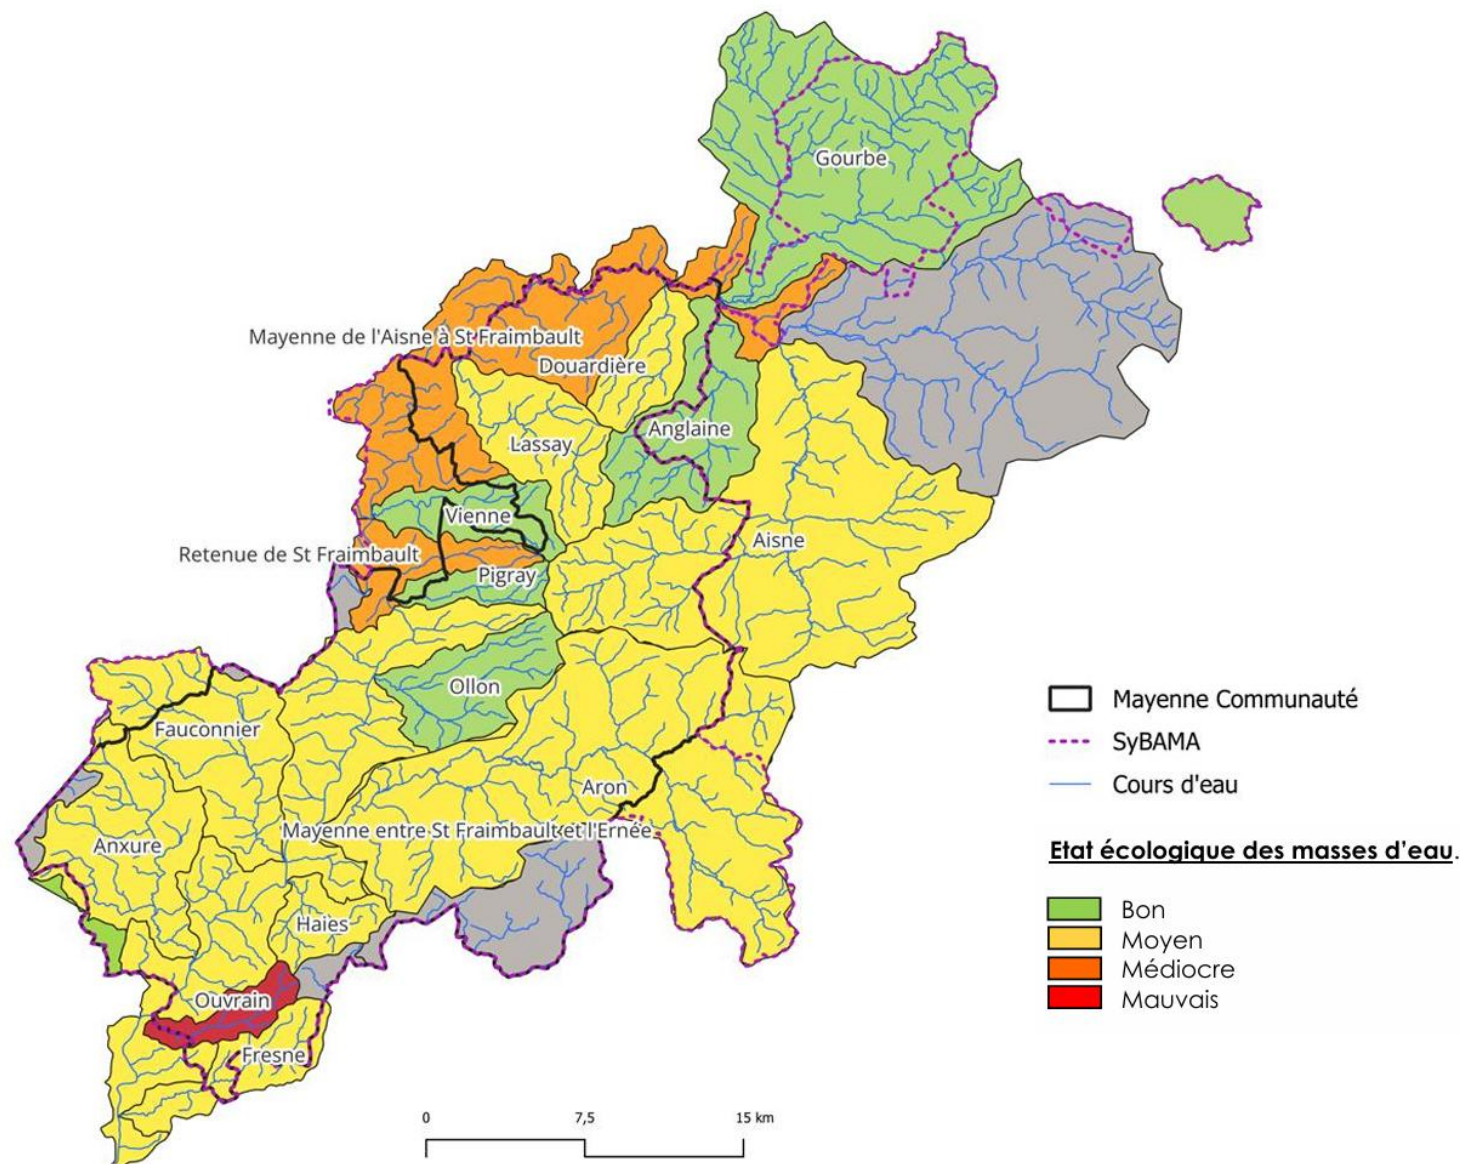 Gourbe
Mayenne de l'Aisne à St Fraimbault
Douardière
Anglaine
Lassay
Vienne
Aisne
Retenue de St Fraimbault
Pigray
Ollon
Fauconnier
Aron
Mayenne entre St Fraimbault et l'Ernée
Anxure
Haies
Ouvrain
Fresne
Mayenne Communauté
SyBAMA
Cours d'eau
Etat écologique des masses d'eau.
Bon
Moyen
Médiocre
Mauvais
0 7,5 15 km